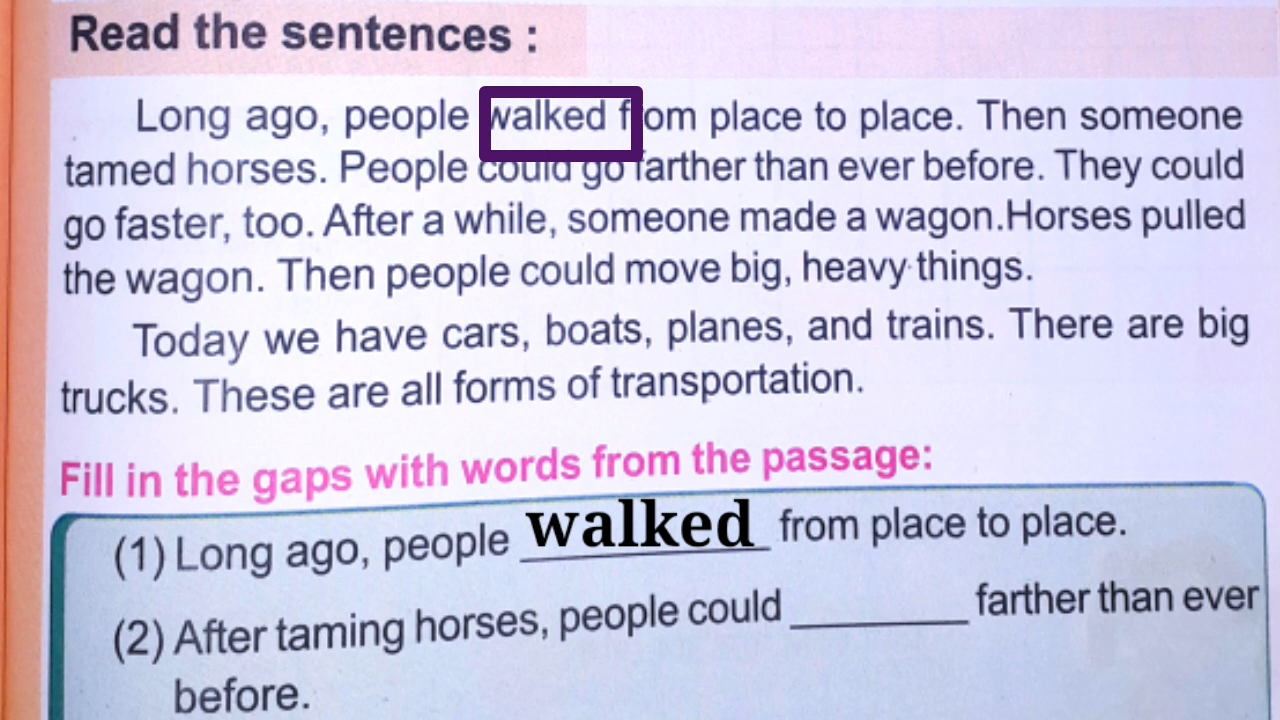 Read the sentences :
Long ago, people walked from place to place. Then someone
tamed horses. People could go farther than ever before. They could
go faster, too. After a while, someone made a wagon.Horses pulled
the wagon. Then people could move big, heavy things.
Today we have cars, boats, planes, and trains. There are big
trucks. These are all forms of transportation.
Fill in the gaps with words from the passage:
(1) Long ago, people walked from place to place.
(2) After taming horses, people could ________ farther than ever
before.